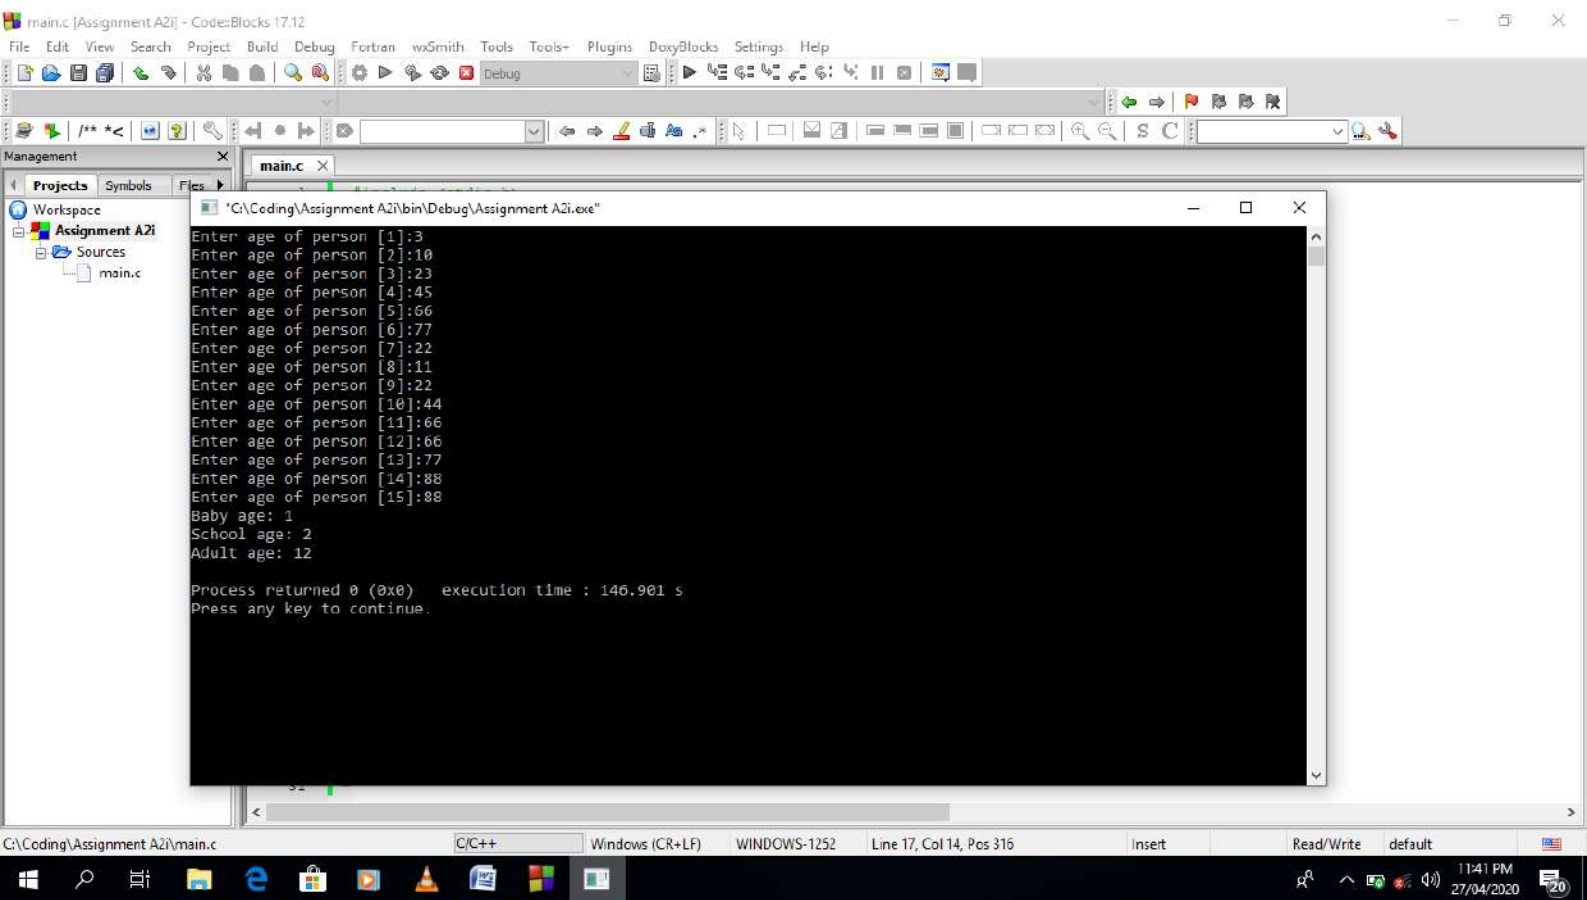 main.c [Assignment A2i] - Code::Blocks 17.12
File Edit View Search Project Build Debug Fortran wxSmith Tools Tools+ Plugins DoxyBlocks Settings Help
Debug
/** *<
S C
Management
main.c
Projects Symbols Files
Workspace
Assignment A2i
Sources
main.c
"C:\Coding\Assignment A2i\bin\Debug\Assignment A2i.exe"
Enter age of person [1]:3
Enter age of person [2]:10
Enter age of person [3]:23
Enter age of person [4]:45
Enter age of person [5]:66
Enter age of person [6]:77
Enter age of person [7]:22
Enter age of person [8]:11
Enter age of person [9]:22
Enter age of person [10]:44
Enter age of person [11]:66
Enter age of person [12]:66
Enter age of person [13]:77
Enter age of person [14]:88
Enter age of person [15]:88
Baby age: 1
School age: 2
Adult age: 12
Process returned 0 (0x0) execution time : 146.901 s
Press any key to continue.
C:\Coding\Assignment A2i\main.c C/C++ Windows (CR+LF) WINDOWS-1252 Line 17, Col 14, Pos 316 Insert Read/Write default
11:41 PM
27/04/2020
20